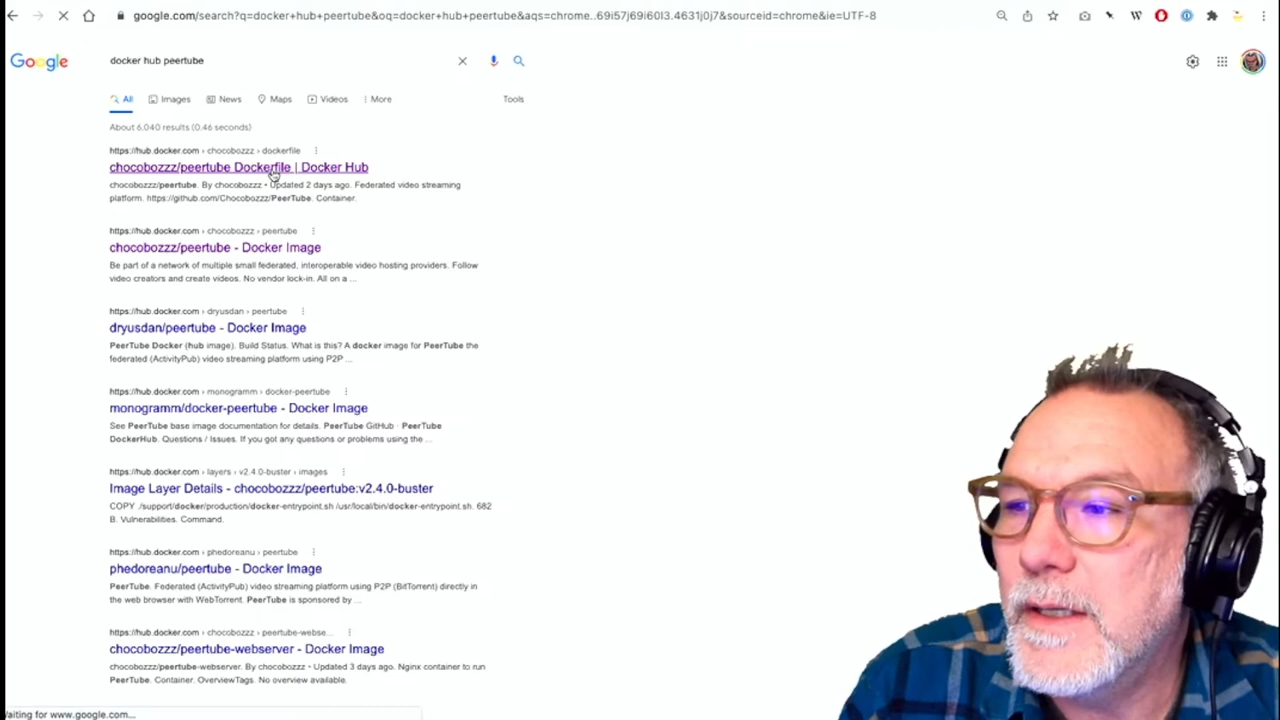 google.com/search?q=docker+hub+peertube&oq=docker+hub+peertube&aqs=chrome...69i57j69i60l3.4631j0j7&sourceid=chrome&ie=UTF-8
Google
docker hub peertube
All Images News Maps Videos More Tools
About 6,040 results (0.46 seconds)
https://hub.docker.com › chocobozzz › dockerfile
chocobozzz/peertube Dockerfile | Docker Hub
chocobozzz/peertube. By chocobozzz • Updated 2 days ago. Federated video streaming
platform. https://github.com/Chocobozzz/PeerTube. Container.
https://hub.docker.com › chocobozzz › peertube
chocobozzz/peertube - Docker Image
Be part of a network of multiple small federated, interoperable video hosting providers. Follow
video creators and create videos. No vendor lock-in. All on a ...
https://hub.docker.com › dryusdan › peertube
dryusdan/peertube - Docker Image
PeerTube Docker (hub image). Build Status. What is this? A docker image for PeerTube the
federated (ActivityPub) video streaming platform using P2P ...
https://hub.docker.com › monogramm › docker-peertube
monogramm/docker-peertube - Docker Image
See PeerTube base image documentation for details. PeerTube GitHub · PeerTube
DockerHub. Questions / Issues. If you got any questions or problems using the ...
https://hub.docker.com › layers › v2.4.0-buster › images
Image Layer Details - chocobozzz/peertube:v2.4.0-buster
COPY ./support/docker/production/docker-entrypoint.sh /usr/local/bin/docker-entrypoint.sh. 682
B. Vulnerabilities. Command.
https://hub.docker.com › phedoreanu › peertube
phedoreanu/peertube - Docker Image
PeerTube. Federated (ActivityPub) video streaming platform using P2P (BitTorrent) directly in
the web browser with WebTorrent. PeerTube is sponsored by ...
https://hub.docker.com › chocobozzz › peertube-webse...
chocobozzz/peertube-webserver - Docker Image
chocobozzz/peertube-webserver. By chocobozzz • Updated 3 days ago. Nginx container to run
PeerTube. Container. OverviewTags. No overview available.
aiting for www.google.com...